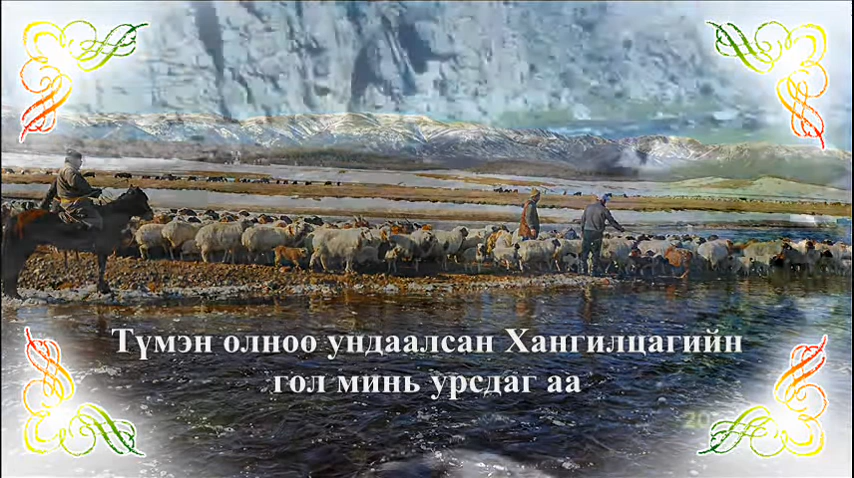 Түмэн олноо ундаалсан Хангилцагийн
гол минь урсдаг аа